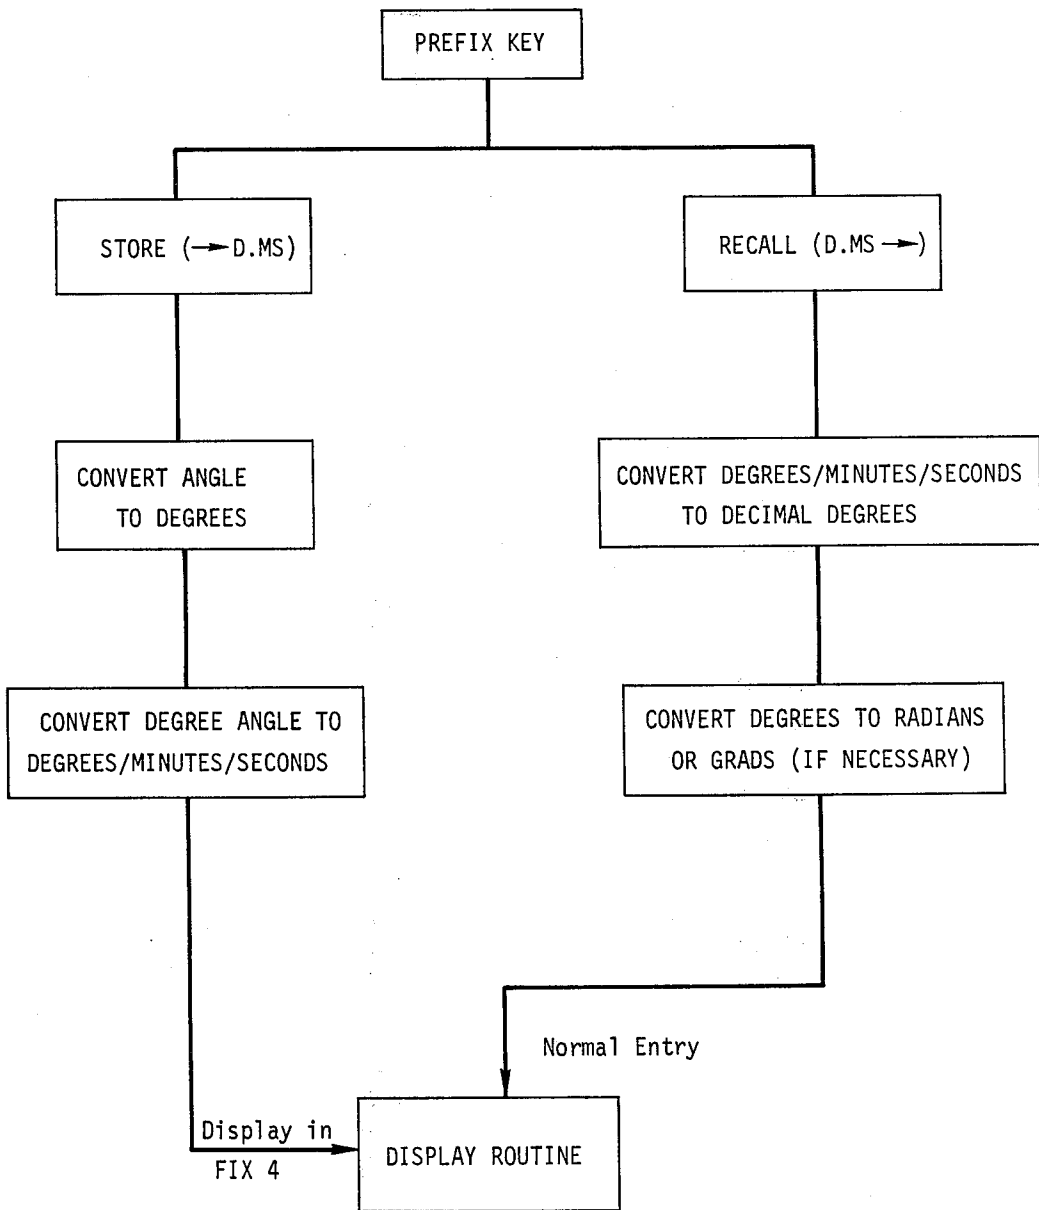 PREFIX KEY
STORE (→D.MS)
RECALL (D.MS→)
CONVERT ANGLE
TO DEGREES
CONVERT DEGREES/MINUTES/SECONDS
TO DECIMAL DEGREES
CONVERT DEGREE ANGLE TO
DEGREES/MINUTES/SECONDS
CONVERT DEGREES TO RADIANS
OR GRADS (IF NECESSARY)
Normal Entry
Display in
FIX 4
DISPLAY ROUTINE